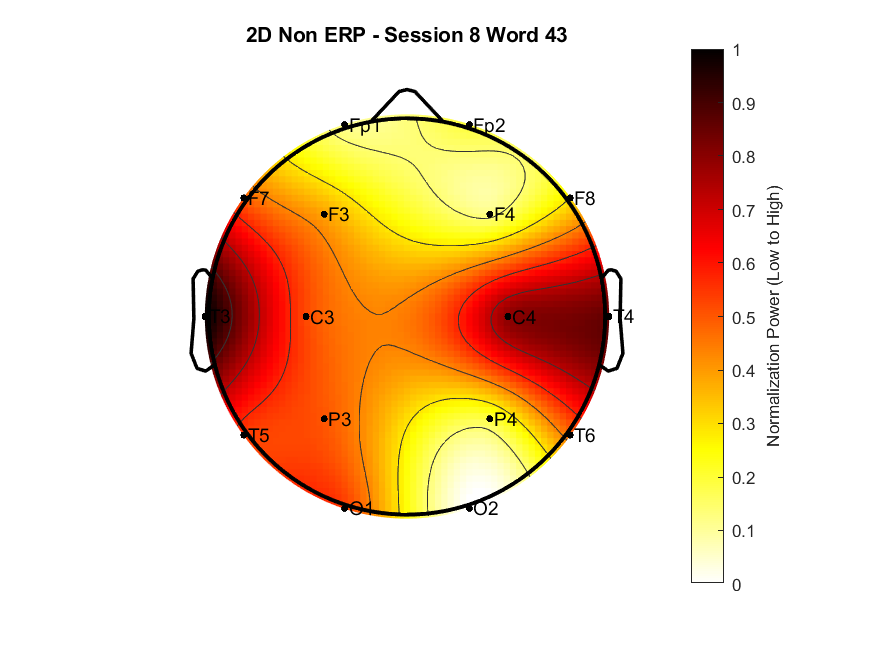 2D Non ERP - Session 8 Word 43
Fp1
Fp2
F7
F3
F4
F8
T3
C3
C4
T4
P3
P4
T5
T6
O1
O2
1
0.9
0.8
0.7
0.6
0.5
0.4
0.3
0.2
0.1
0
Normalization Power (Low to High)